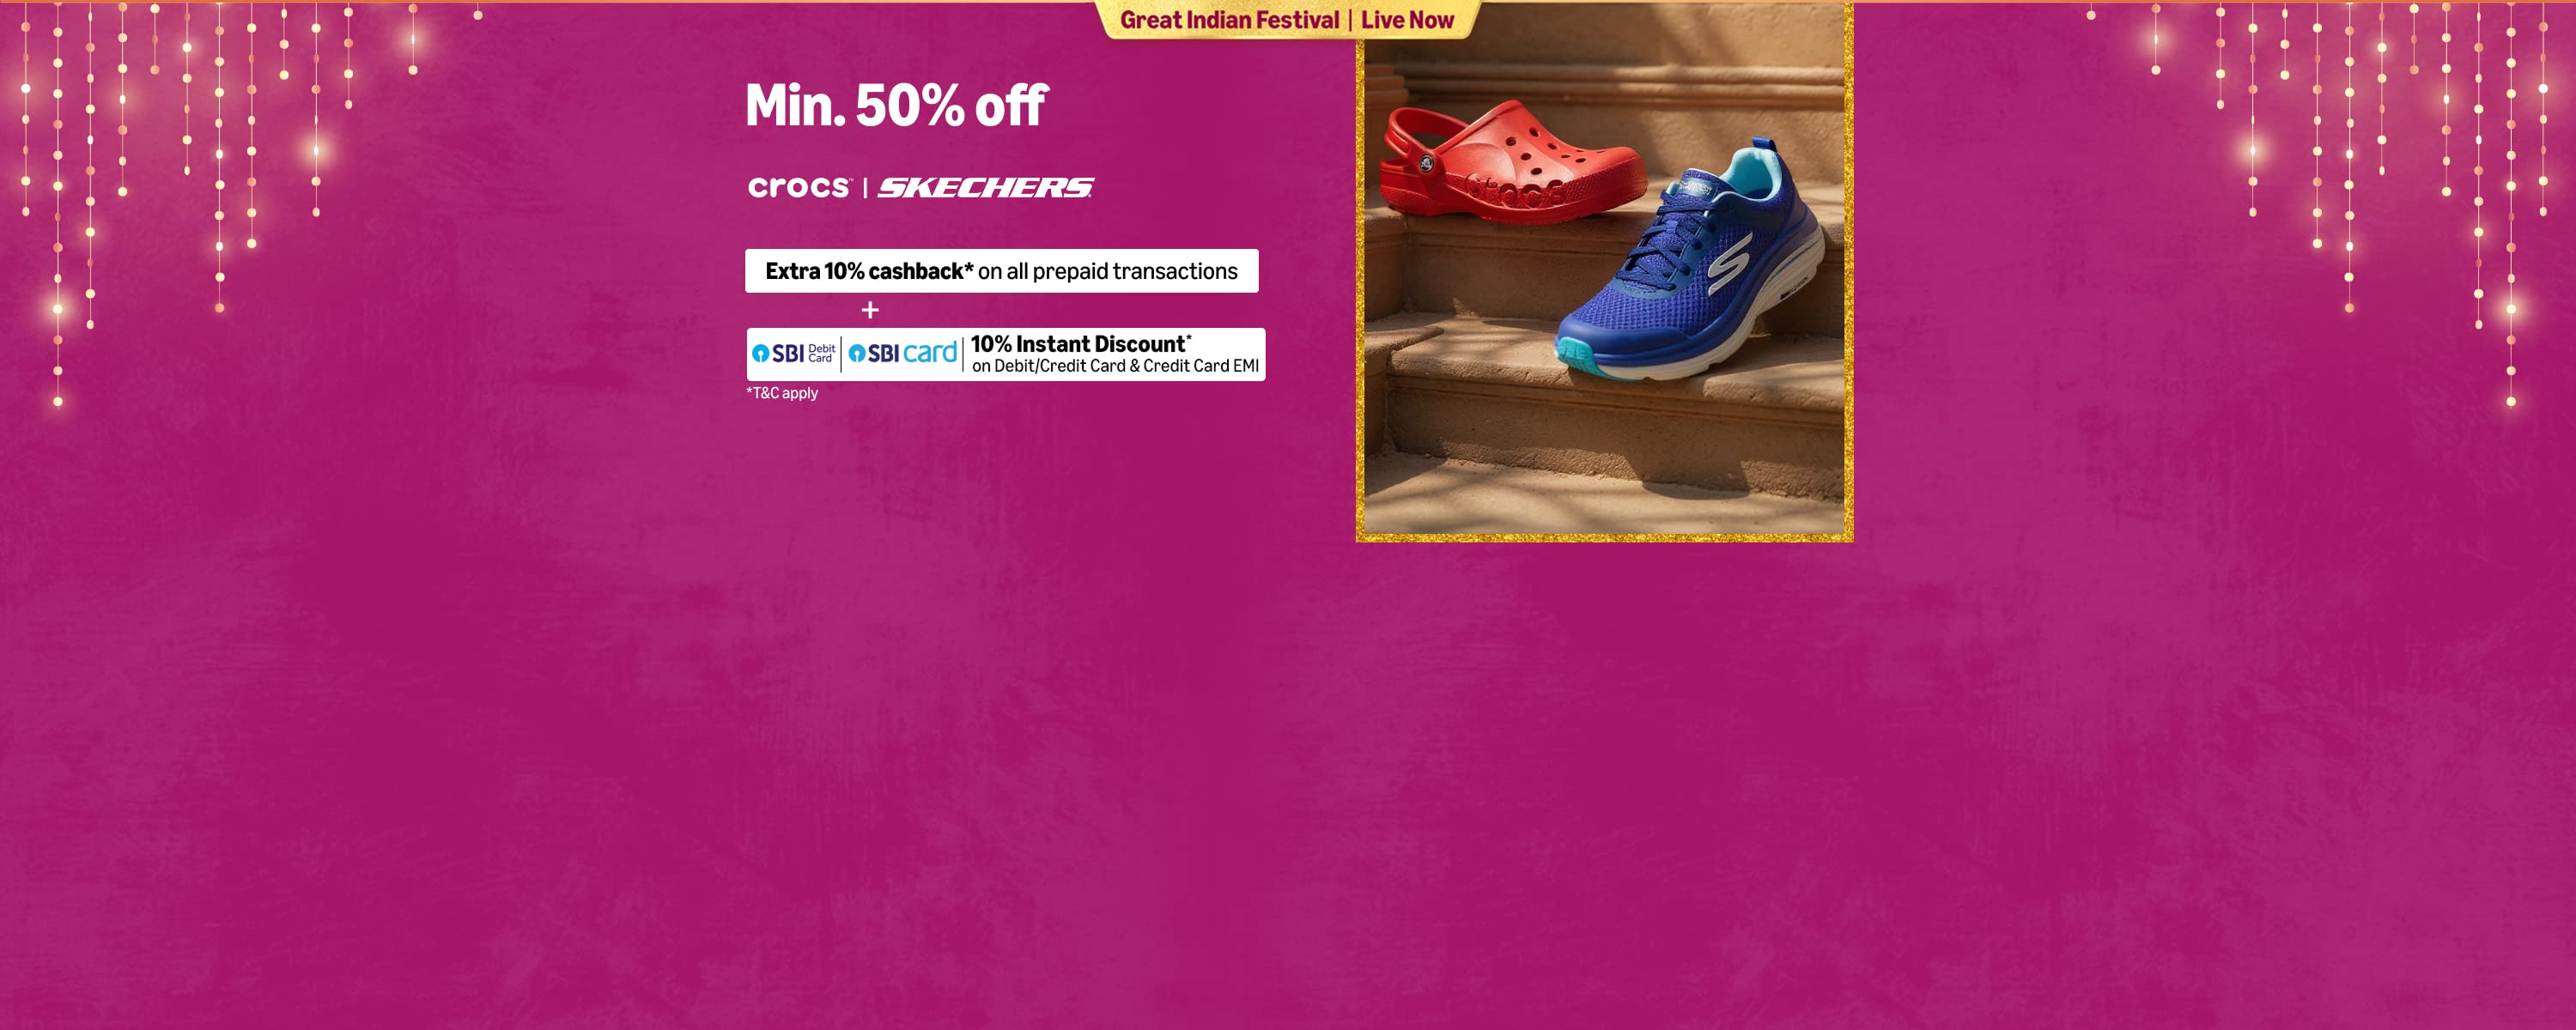 Great Indian Festival | Live Now
Min. 50% off
crocs™ | SKECHERS.
Extra 10% cashback* on all prepaid transactions
+
SBI Debit Card | SBI card | 10% Instant Discount*
on Debit/Credit Card & Credit Card EMI
*T&C apply
crocs